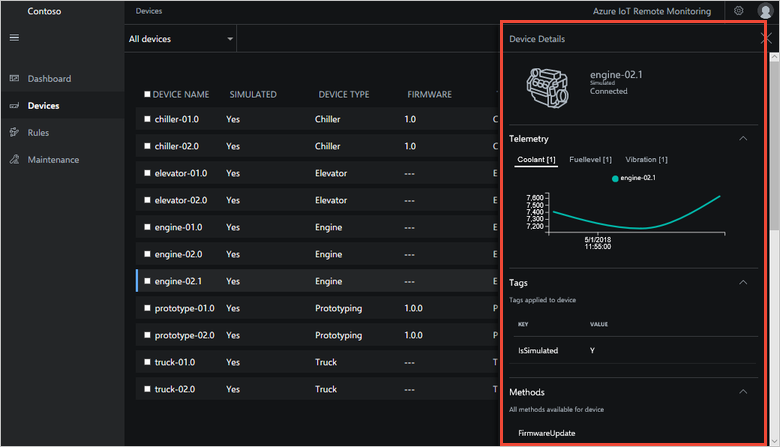 Contoso
Devices
Azure IoT Remote Monitoring
All devices
Dashboard
Devices
Rules
Maintenance
DEVICE NAME SIMULATED DEVICE TYPE FIRMWARE
chiller-01.0 Yes Chiller 1.0 C
chiller-02.0 Yes Chiller 1.0 C
elevator-01.0 Yes Elevator --- E
elevator-02.0 Yes Elevator --- E
engine-01.0 Yes Engine --- E
engine-02.0 Yes Engine --- E
engine-02.1 Yes Engine --- E
prototype-01.0 Yes Prototyping 1.0.0 P
prototype-02.0 Yes Prototyping 1.0.0 P
truck-01.0 Yes Truck --- T
truck-02.0 Yes Truck --- T
Device Details
engine-02.1
Simulated
Connected
Telemetry
Coolant [1] Fuellevel [1] Vibration [1]
engine-02.1
7,600
7,500
7,400
7,300
7,200
5/1/2018
11:55:00
Tags
Tags applied to device
KEY VALUE
IsSimulated Y
Methods
All methods available for device
FirmwareUpdate